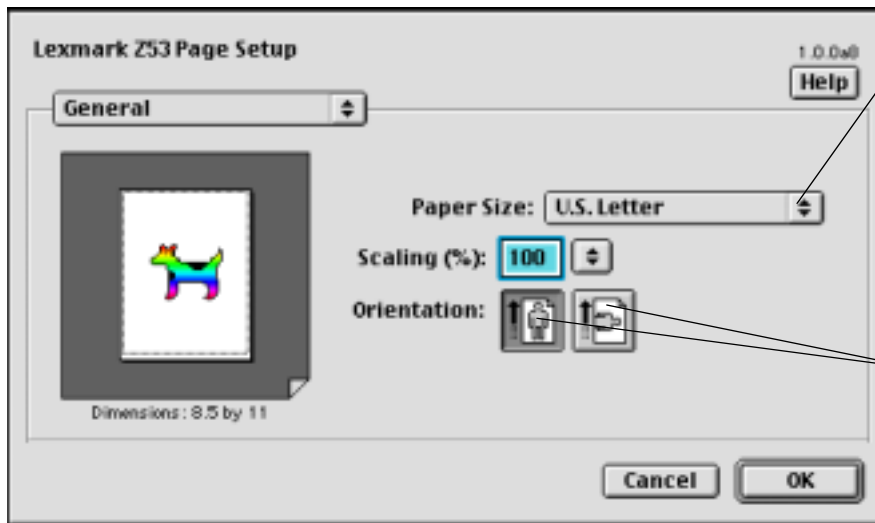 Lexmark Z53 Page Setup
1.0.0a8
Help
General
Paper Size: U.S. Letter
Scaling (%): 100
Orientation:
Dimensions: 8.5 by 11
Cancel OK